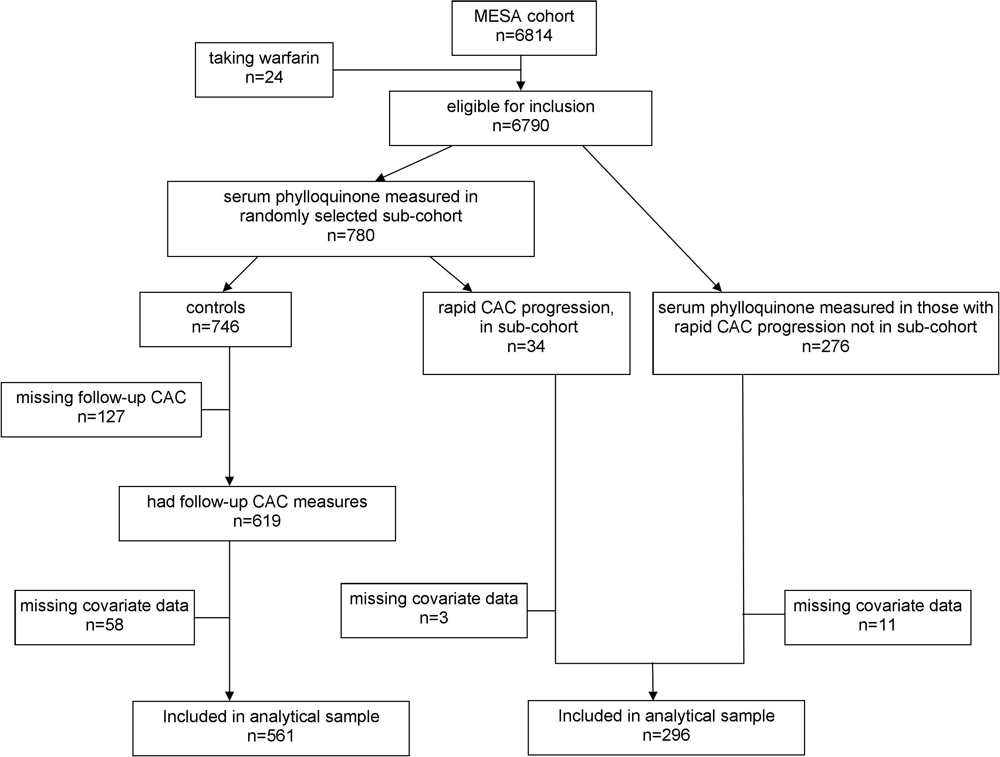 MESA cohort
n=6814
taking warfarin
n=24
eligible for inclusion
n=6790
serum phylloquinone measured in
randomly selected sub-cohort
n=780
controls
n=746
rapid CAC progression,
in sub-cohort
n=34
serum phylloquinone measured in those with
rapid CAC progression not in sub-cohort
n=276
missing follow-up CAC
n=127
had follow-up CAC measures
n=619
missing covariate data
n=58
missing covariate data
n=3
missing covariate data
n=11
Included in analytical sample
n=561
Included in analytical sample
n=296